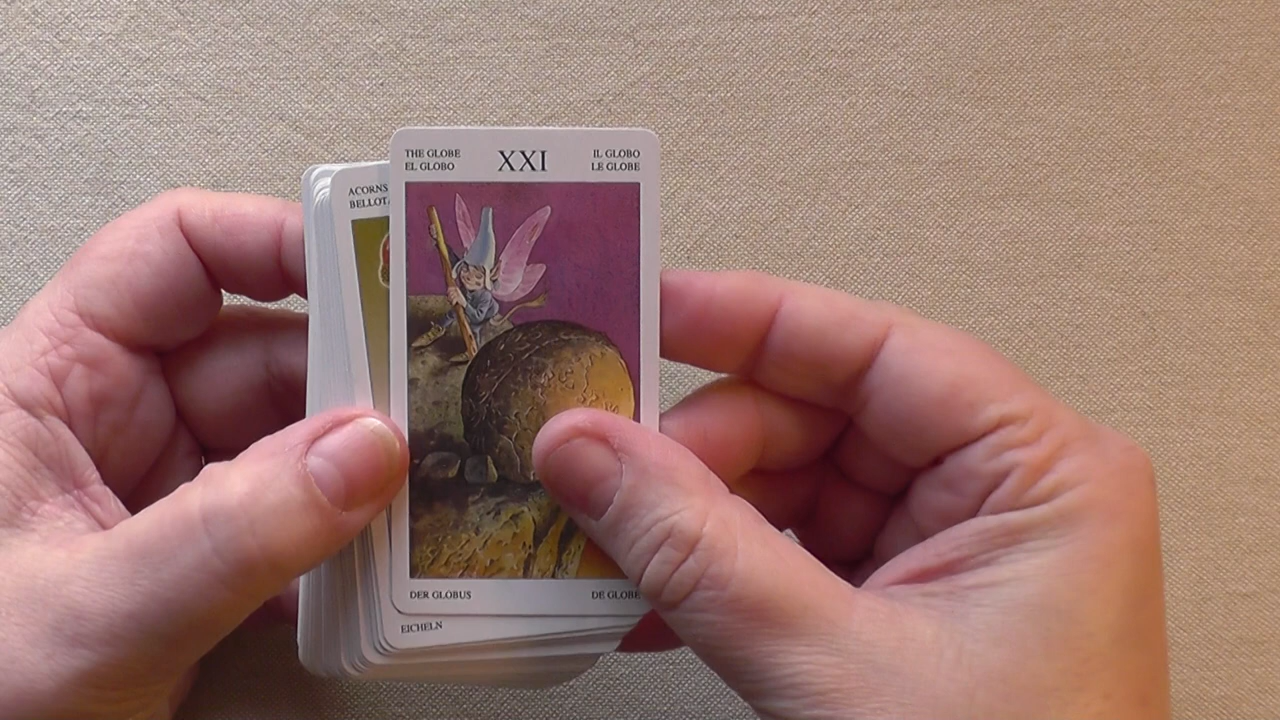 THE GLOBE
EL GLOBO
XXI
IL GLOBO
LE GLOBE
ACORNS
DER GLOBUS
DE GLOBE
EICHELN